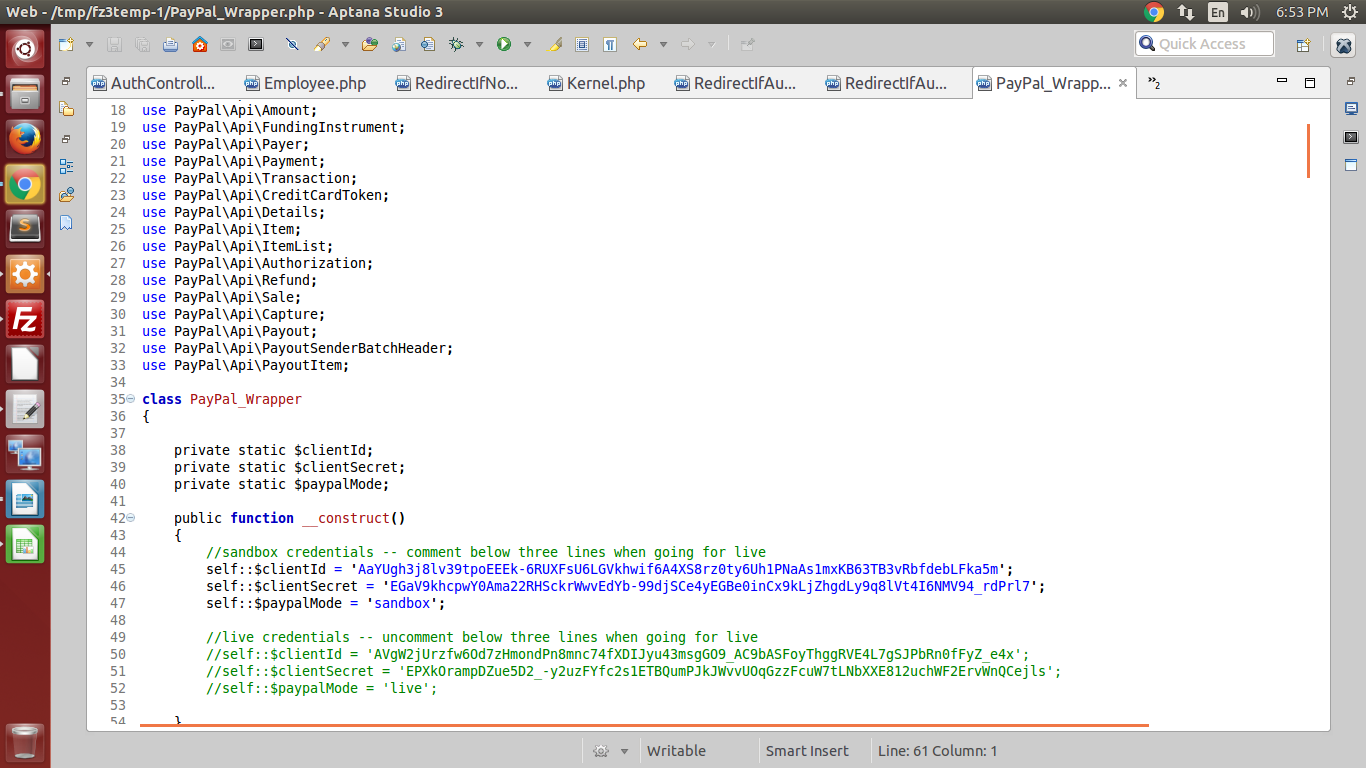 Web - /tmp/fz3temp-1/PayPal_Wrapper.php - Aptana Studio 3
En
6:53 PM
Quick Access
AuthControll... Employee.php RedirectIfNo... Kernel.php RedirectIfAu... RedirectIfAu... PayPal_Wrapp... »2
18 use PayPal\Api\Amount;
19 use PayPal\Api\FundingInstrument;
20 use PayPal\Api\Payer;
21 use PayPal\Api\Payment;
22 use PayPal\Api\Transaction;
23 use PayPal\Api\CreditCardToken;
24 use PayPal\Api\Details;
25 use PayPal\Api\Item;
26 use PayPal\Api\ItemList;
27 use PayPal\Api\Authorization;
28 use PayPal\Api\Refund;
29 use PayPal\Api\Sale;
30 use PayPal\Api\Capture;
31 use PayPal\Api\Payout;
32 use PayPal\Api\PayoutSenderBatchHeader;
33 use PayPal\Api\PayoutItem;
34
35 class PayPal_Wrapper
36 {
37
38 private static $clientId;
39 private static $clientSecret;
40 private static $paypalMode;
41
42 public function __construct()
43 {
44 //sandbox credentials -- comment below three lines when going for live
45 self::$clientId = 'AaYUgh3j8lv39tpoEEEk-6RUXFsU6LGVkhwif6A4XS8rz0ty6Uh1PNaAs1mxKB63TB3vRbfdebLFka5m';
46 self::$clientSecret = 'EGaV9khcpwY0Ama22RHSckrWwvEdYb-99djSCe4yEGBe0inCx9kLjZhgdLy9q8lVt4I6NMV94_rdPrl7';
47 self::$paypalMode = 'sandbox';
48
49 //live credentials -- uncomment below three lines when going for live
50 //self::$clientId = 'AVgW2jUrzfw6Od7zHmondPn8mnc74fXDIJyu43msgGO9_AC9bASFoyThggRVE4L7gSJPbRn0fFyZ_e4x';
51 //self::$clientSecret = 'EPXkOrampDZue5D2_-y2uzFYfc2s1ETBQumPJkJWvvUOqGzzFcuW7tLNbXXE812uchWF2ErvWnQCejls';
52 //self::$paypalMode = 'live';
53
54 }
Writable Smart Insert Line: 61 Column: 1